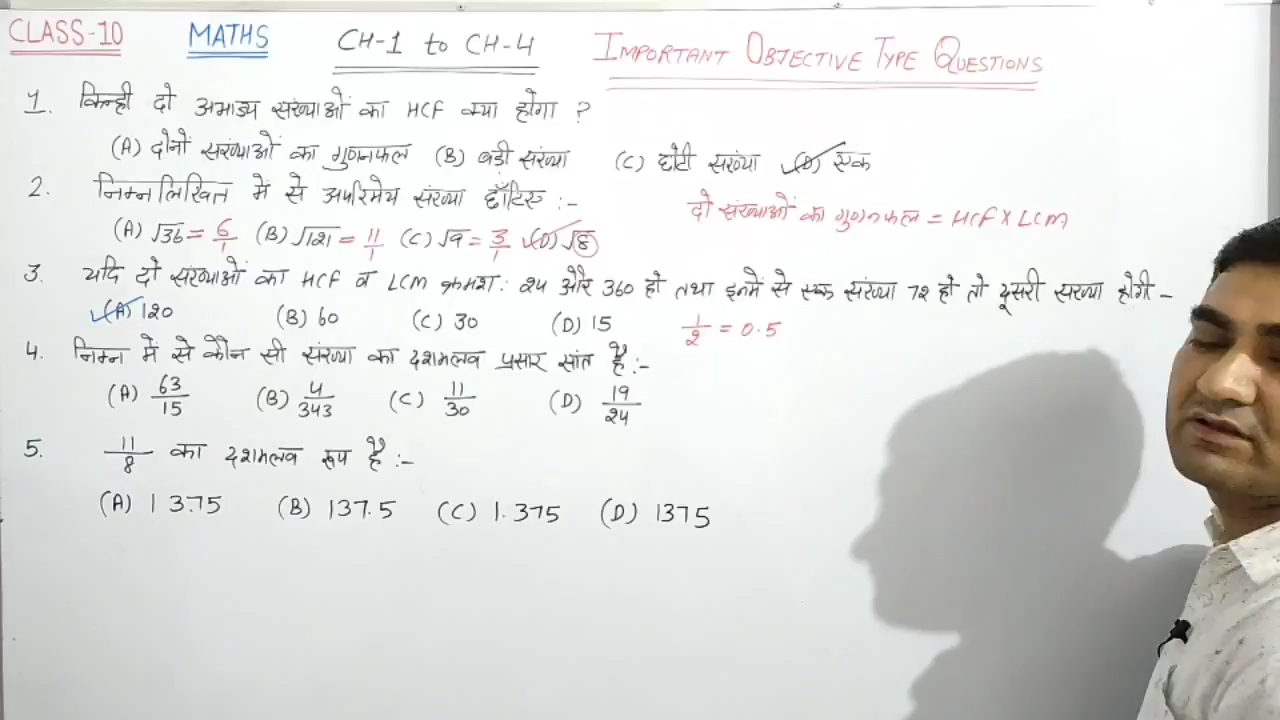 CLASS-10 MATHS CH-1 to CH-4 IMPORTANT OBJECTIVE TYPE QUESTIONS
1. किन्ही दो अभाज्य संख्याओं का HCF क्या होगा ?
(A) दोनों संख्याओं का गुणनफल (B) बड़ी संख्या (C) छोटी संख्या (D) एक
2. निम्नलिखित में से अपरिमेय संख्या छाँटिए :-
दो संख्याओं का गुणनफल = HCF x LCM
(A) √36 = 6/1 (B) √121 = 11/1 (C) √9 = 3/1 (D) √8
3. यदि दो संख्याओं का HCF व LCM क्रमश: 24 और 360 हो तथा इनमें से एक संख्या 72 हो तो दूसरी संख्या होगी -
(A) 120 (B) 60 (C) 30 (D) 15 1/2 = 0.5
4. निम्न में से कौन सी संख्या का दशमलव प्रसार सांत है :-
(A) 63/15 (B) 4/343 (C) 11/30 (D) 19/24
5. 11/8 का दशमलव रूप है :-
(A) 13.75 (B) 137.5 (C) 1.375 (D) 1375